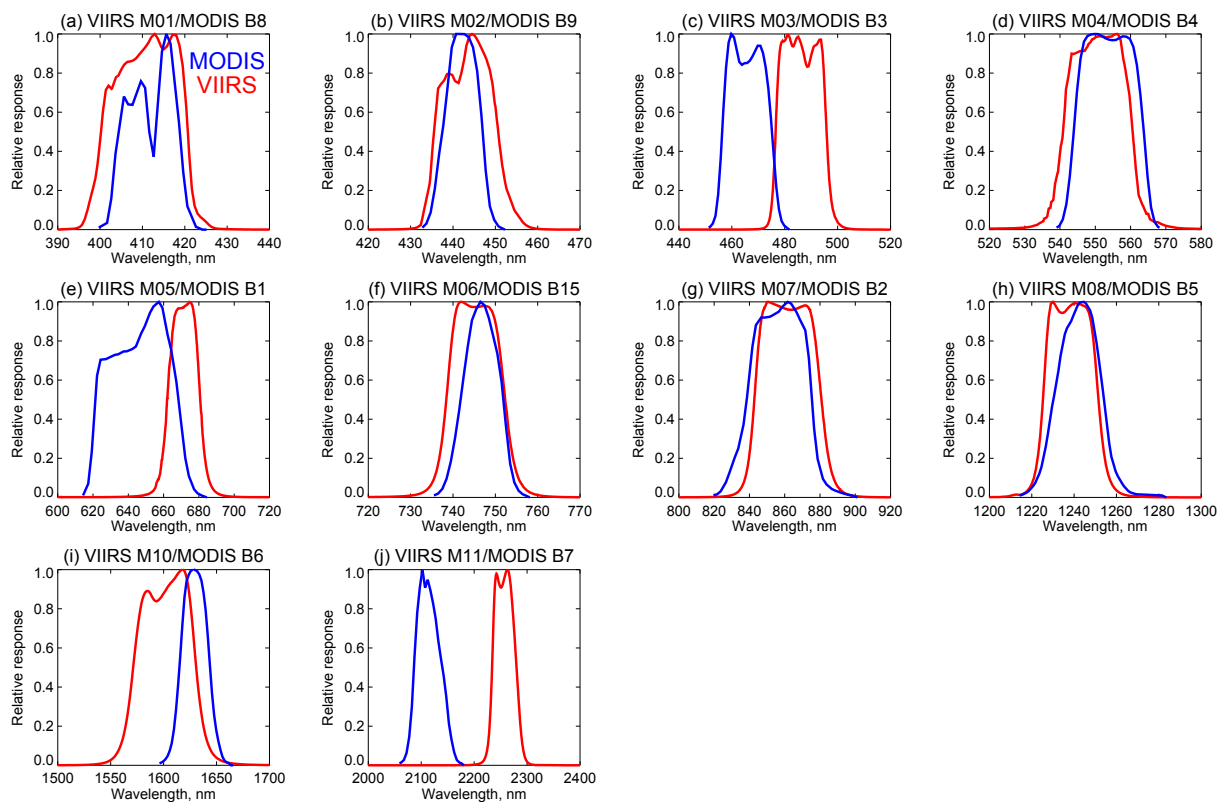 (a) VIIRS M01/MODIS B8
Relative response
1.0
0.8
0.6
0.4
0.2
0.0
MODIS
VIIRS
390 400 410 420 430 440
Wavelength, nm
(b) VIIRS M02/MODIS B9
Relative response
1.0
0.8
0.6
0.4
0.2
0.0
420 430 440 450 460 470
Wavelength, nm
(c) VIIRS M03/MODIS B3
Relative response
1.0
0.8
0.6
0.4
0.2
0.0
440 460 480 500 520
Wavelength, nm
(d) VIIRS M04/MODIS B4
Relative response
1.0
0.8
0.6
0.4
0.2
0.0
520 530 540 550 560 570 580
Wavelength, nm
(e) VIIRS M05/MODIS B1
Relative response
1.0
0.8
0.6
0.4
0.2
0.0
600 620 640 660 680 700 720
Wavelength, nm
(f) VIIRS M06/MODIS B15
Relative response
1.0
0.8
0.6
0.4
0.2
0.0
720 730 740 750 760 770
Wavelength, nm
(g) VIIRS M07/MODIS B2
Relative response
1.0
0.8
0.6
0.4
0.2
0.0
800 820 840 860 880 900 920
Wavelength, nm
(h) VIIRS M08/MODIS B5
Relative response
1.0
0.8
0.6
0.4
0.2
0.0
1200 1220 1240 1260 1280 1300
Wavelength, nm
(i) VIIRS M10/MODIS B6
Relative response
1.0
0.8
0.6
0.4
0.2
0.0
1500 1550 1600 1650 1700
Wavelength, nm
(j) VIIRS M11/MODIS B7
Relative response
1.0
0.8
0.6
0.4
0.2
0.0
2000 2100 2200 2300 2400
Wavelength, nm